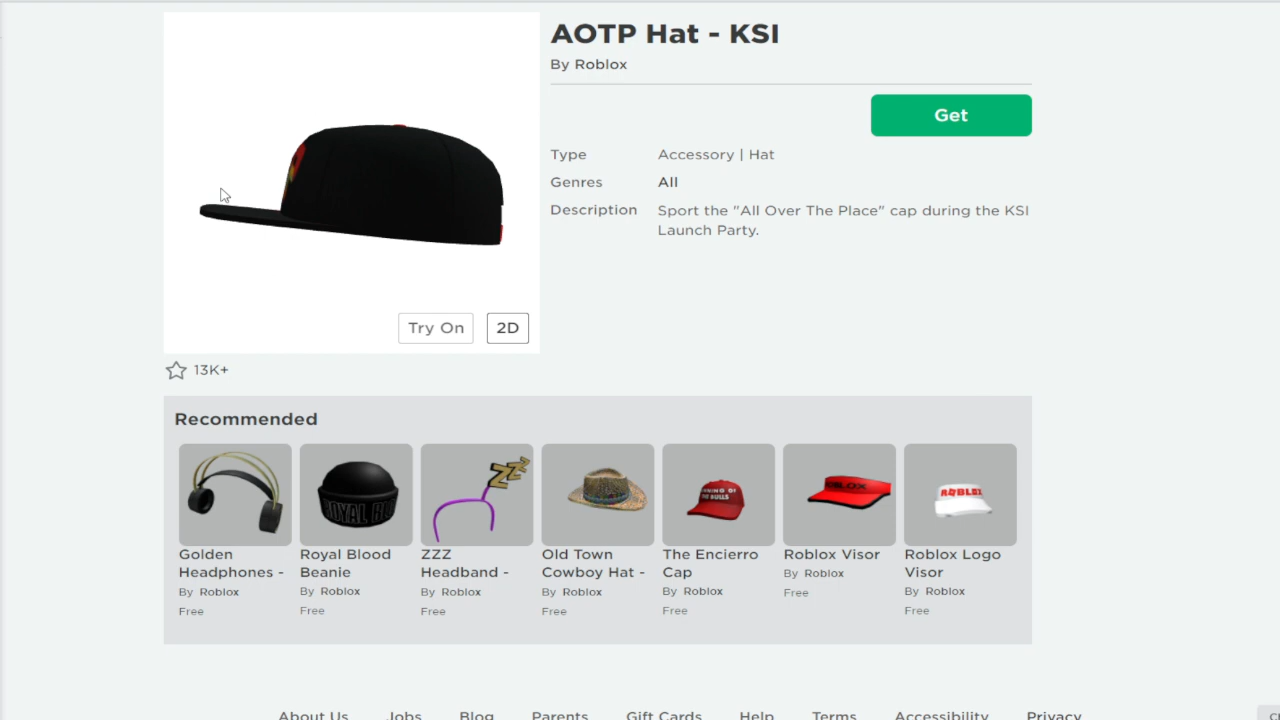 AOTP Hat - KSI
By Roblox
Get
Type Accessory | Hat
Genres All
Description Sport the "All Over The Place" cap during the KSI
Launch Party.
Try On 2D
13K+
Recommended
ROYAL BL
ZZZ
ROBLOX
Golden
Headphones -
By Roblox
Free
Royal Blood
Beanie
By Roblox
Free
ZZZ
Headband -
By Roblox
Free
Old Town
Cowboy Hat -
By Roblox
Free
The Encierro
Cap
By Roblox
Free
Roblox Visor
By Roblox
Free
Roblox Logo
Visor
By Roblox
Free
About Us Jobs Blog Parents Gift Cards Help Terms Accessibility Privacy